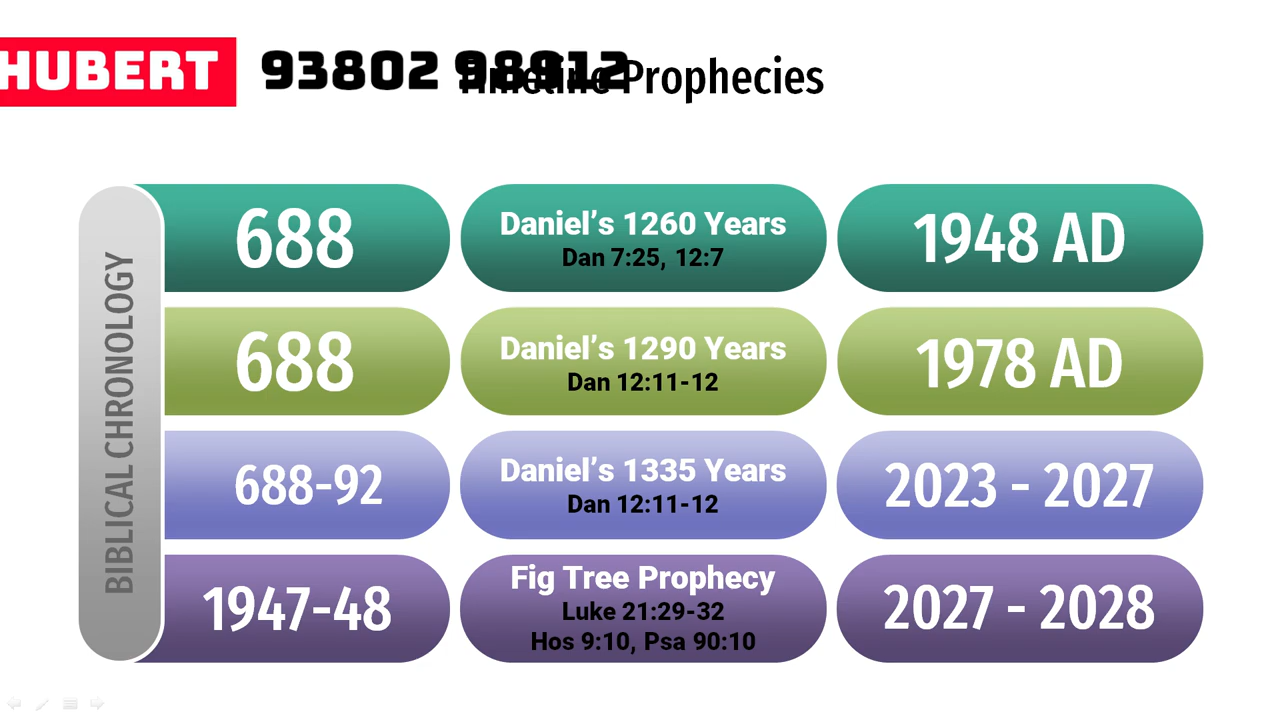 HUBERT 93802 98912
Timeline Prophecies
BIBLICAL CHRONOLOGY
688
Daniel’s 1260 Years
Dan 7:25, 12:7
1948 AD
688
Daniel’s 1290 Years
Dan 12:11-12
1978 AD
688-92
Daniel’s 1335 Years
Dan 12:11-12
2023 - 2027
1947-48
Fig Tree Prophecy
Luke 21:29-32
Hos 9:10, Psa 90:10
2027 - 2028